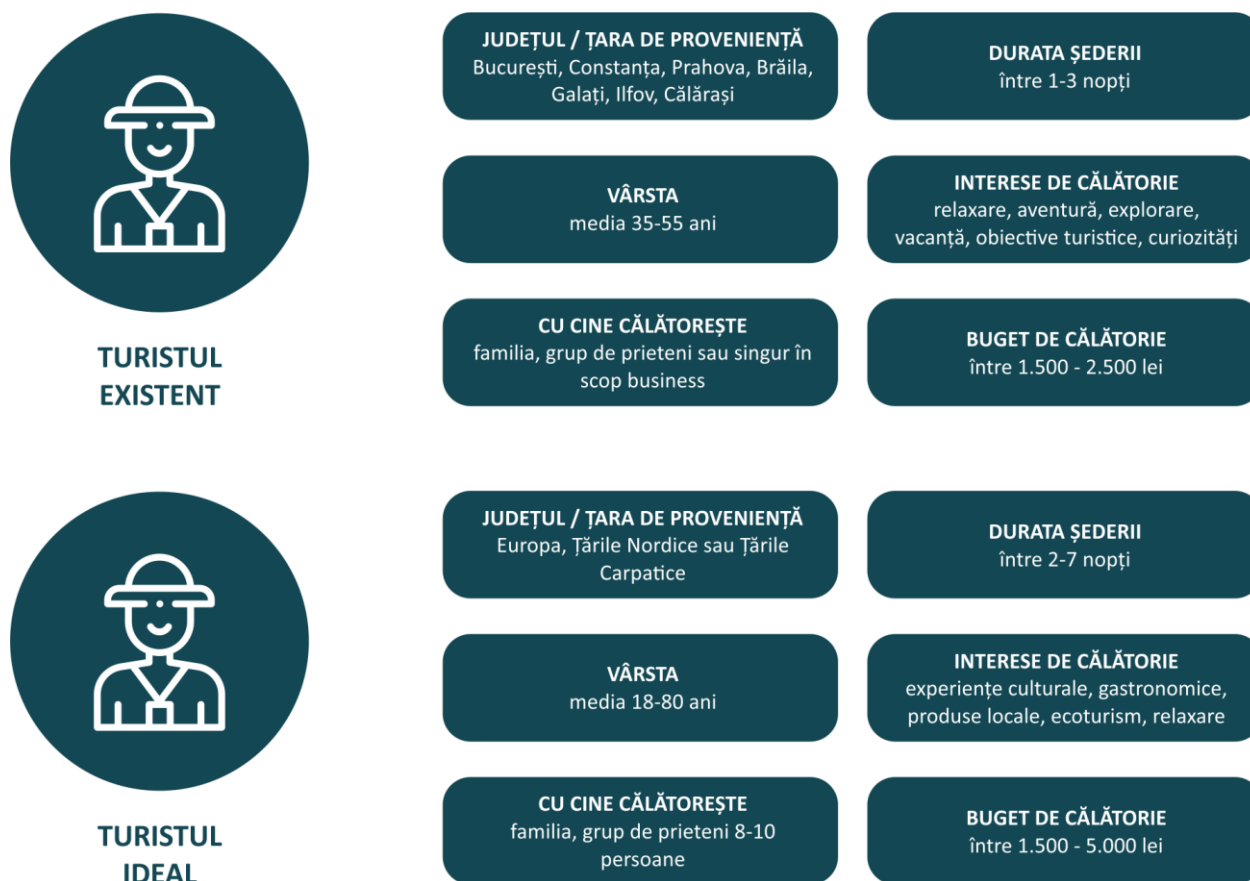 TURISTUL
EXISTENT
JUDEȚUL / ȚARA DE PROVENIENȚĂ
București, Constanța, Prahova, Brăila,
Galați, Ilfov, Călărași
DURATA ȘEDERII
între 1-3 nopți
VÂRSTA
media 35-55 ani
INTERESE DE CĂLĂTORIE
relaxare, aventură, explorare,
vacanță, obiective turistice, curiozități
CU CINE CĂLĂTOREȘTE
familia, grup de prieteni sau singur în
scop business
BUGET DE CĂLĂTORIE
între 1.500 - 2.500 lei
TURISTUL
IDEAL
JUDEȚUL / ȚARA DE PROVENIENȚĂ
Europa, Țările Nordice sau Țările
Carpatice
DURATA ȘEDERII
între 2-7 nopți
VÂRSTA
media 18-80 ani
INTERESE DE CĂLĂTORIE
experiențe culturale, gastronomice,
produse locale, ecoturism, relaxare
CU CINE CĂLĂTOREȘTE
familia, grup de prieteni 8-10
persoane
BUGET DE CĂLĂTORIE
între 1.500 - 5.000 lei